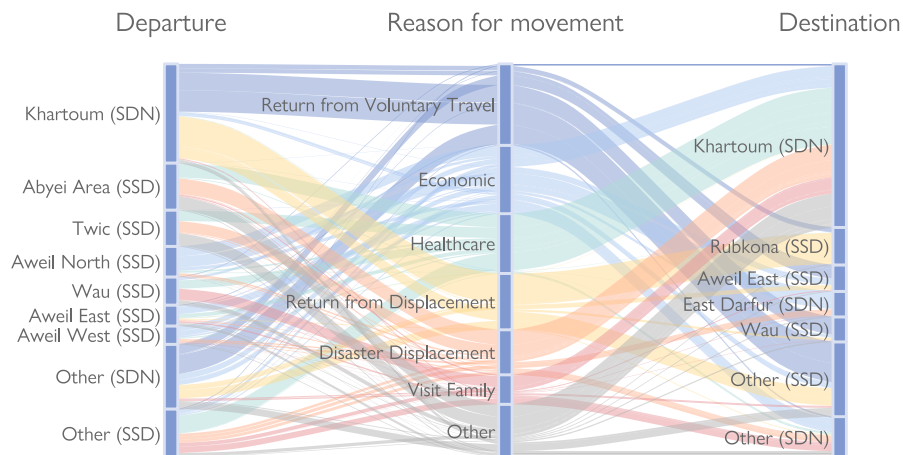 Departure
Reason for movement
Destination
Khartoum (SDN)
Abyei Area (SSD)
Twic (SSD)
Aweil North (SSD)
Wau (SSD)
Aweil East (SSD)
Aweil West (SSD)
Other (SDN)
Other (SSD)
Return from Voluntary Travel
Economic
Healthcare
Return from Displacement
Disaster Displacement
Visit Family
Other
Khartoum (SDN)
Rubkona (SSD)
Aweil East (SSD)
East Darfur (SDN)
Wau (SSD)
Other (SSD)
Other (SDN)